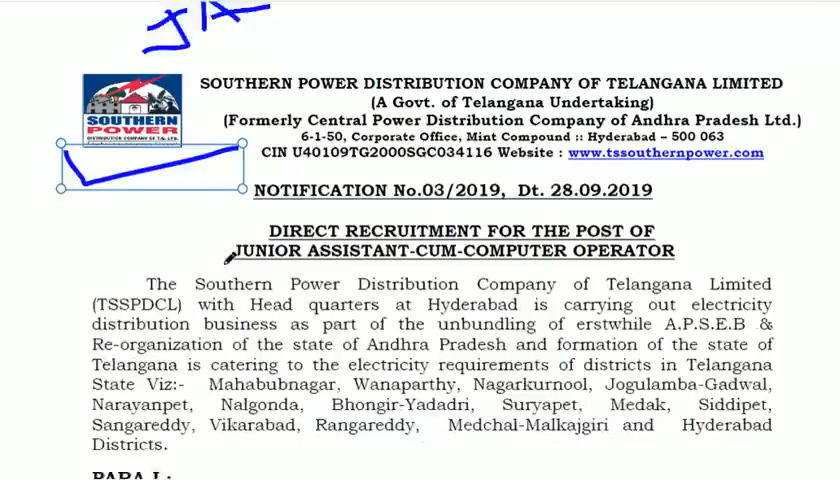 JA
SOUTHERN POWER DISTRIBUTION COMPANY OF TELANGANA LIMITED
(A Govt. of Telangana Undertaking)
SOUTHERN
POWER
DISTRIBUTION COMPANY OF T.S. LTD.
(Formerly Central Power Distribution Company of Andhra Pradesh Ltd.)
6-1-50, Corporate Office, Mint Compound :: Hyderabad – 500 063
CIN U40109TG2000SGC034116 Website : www.tssouthernpower.com
NOTIFICATION No.03/2019, Dt. 28.09.2019
DIRECT RECRUITMENT FOR THE POST OF
JUNIOR ASSISTANT-CUM-COMPUTER OPERATOR
The Southern Power Distribution Company of Telangana Limited
(TSSPDCL) with Head quarters at Hyderabad is carrying out electricity
distribution business as part of the unbundling of erstwhile A.P.S.E.B &
Re-organization of the state of Andhra Pradesh and formation of the state of
Telangana is catering to the electricity requirements of districts in Telangana
State Viz:- Mahabubnagar, Wanaparthy, Nagarkurnool, Jogulamba-Gadwal,
Narayanpet, Nalgonda, Bhongir-Yadadri, Suryapet, Medak, Siddipet,
Sangareddy, Vikarabad, Rangareddy, Medchal-Malkajgiri and Hyderabad
Districts.
PARA I :